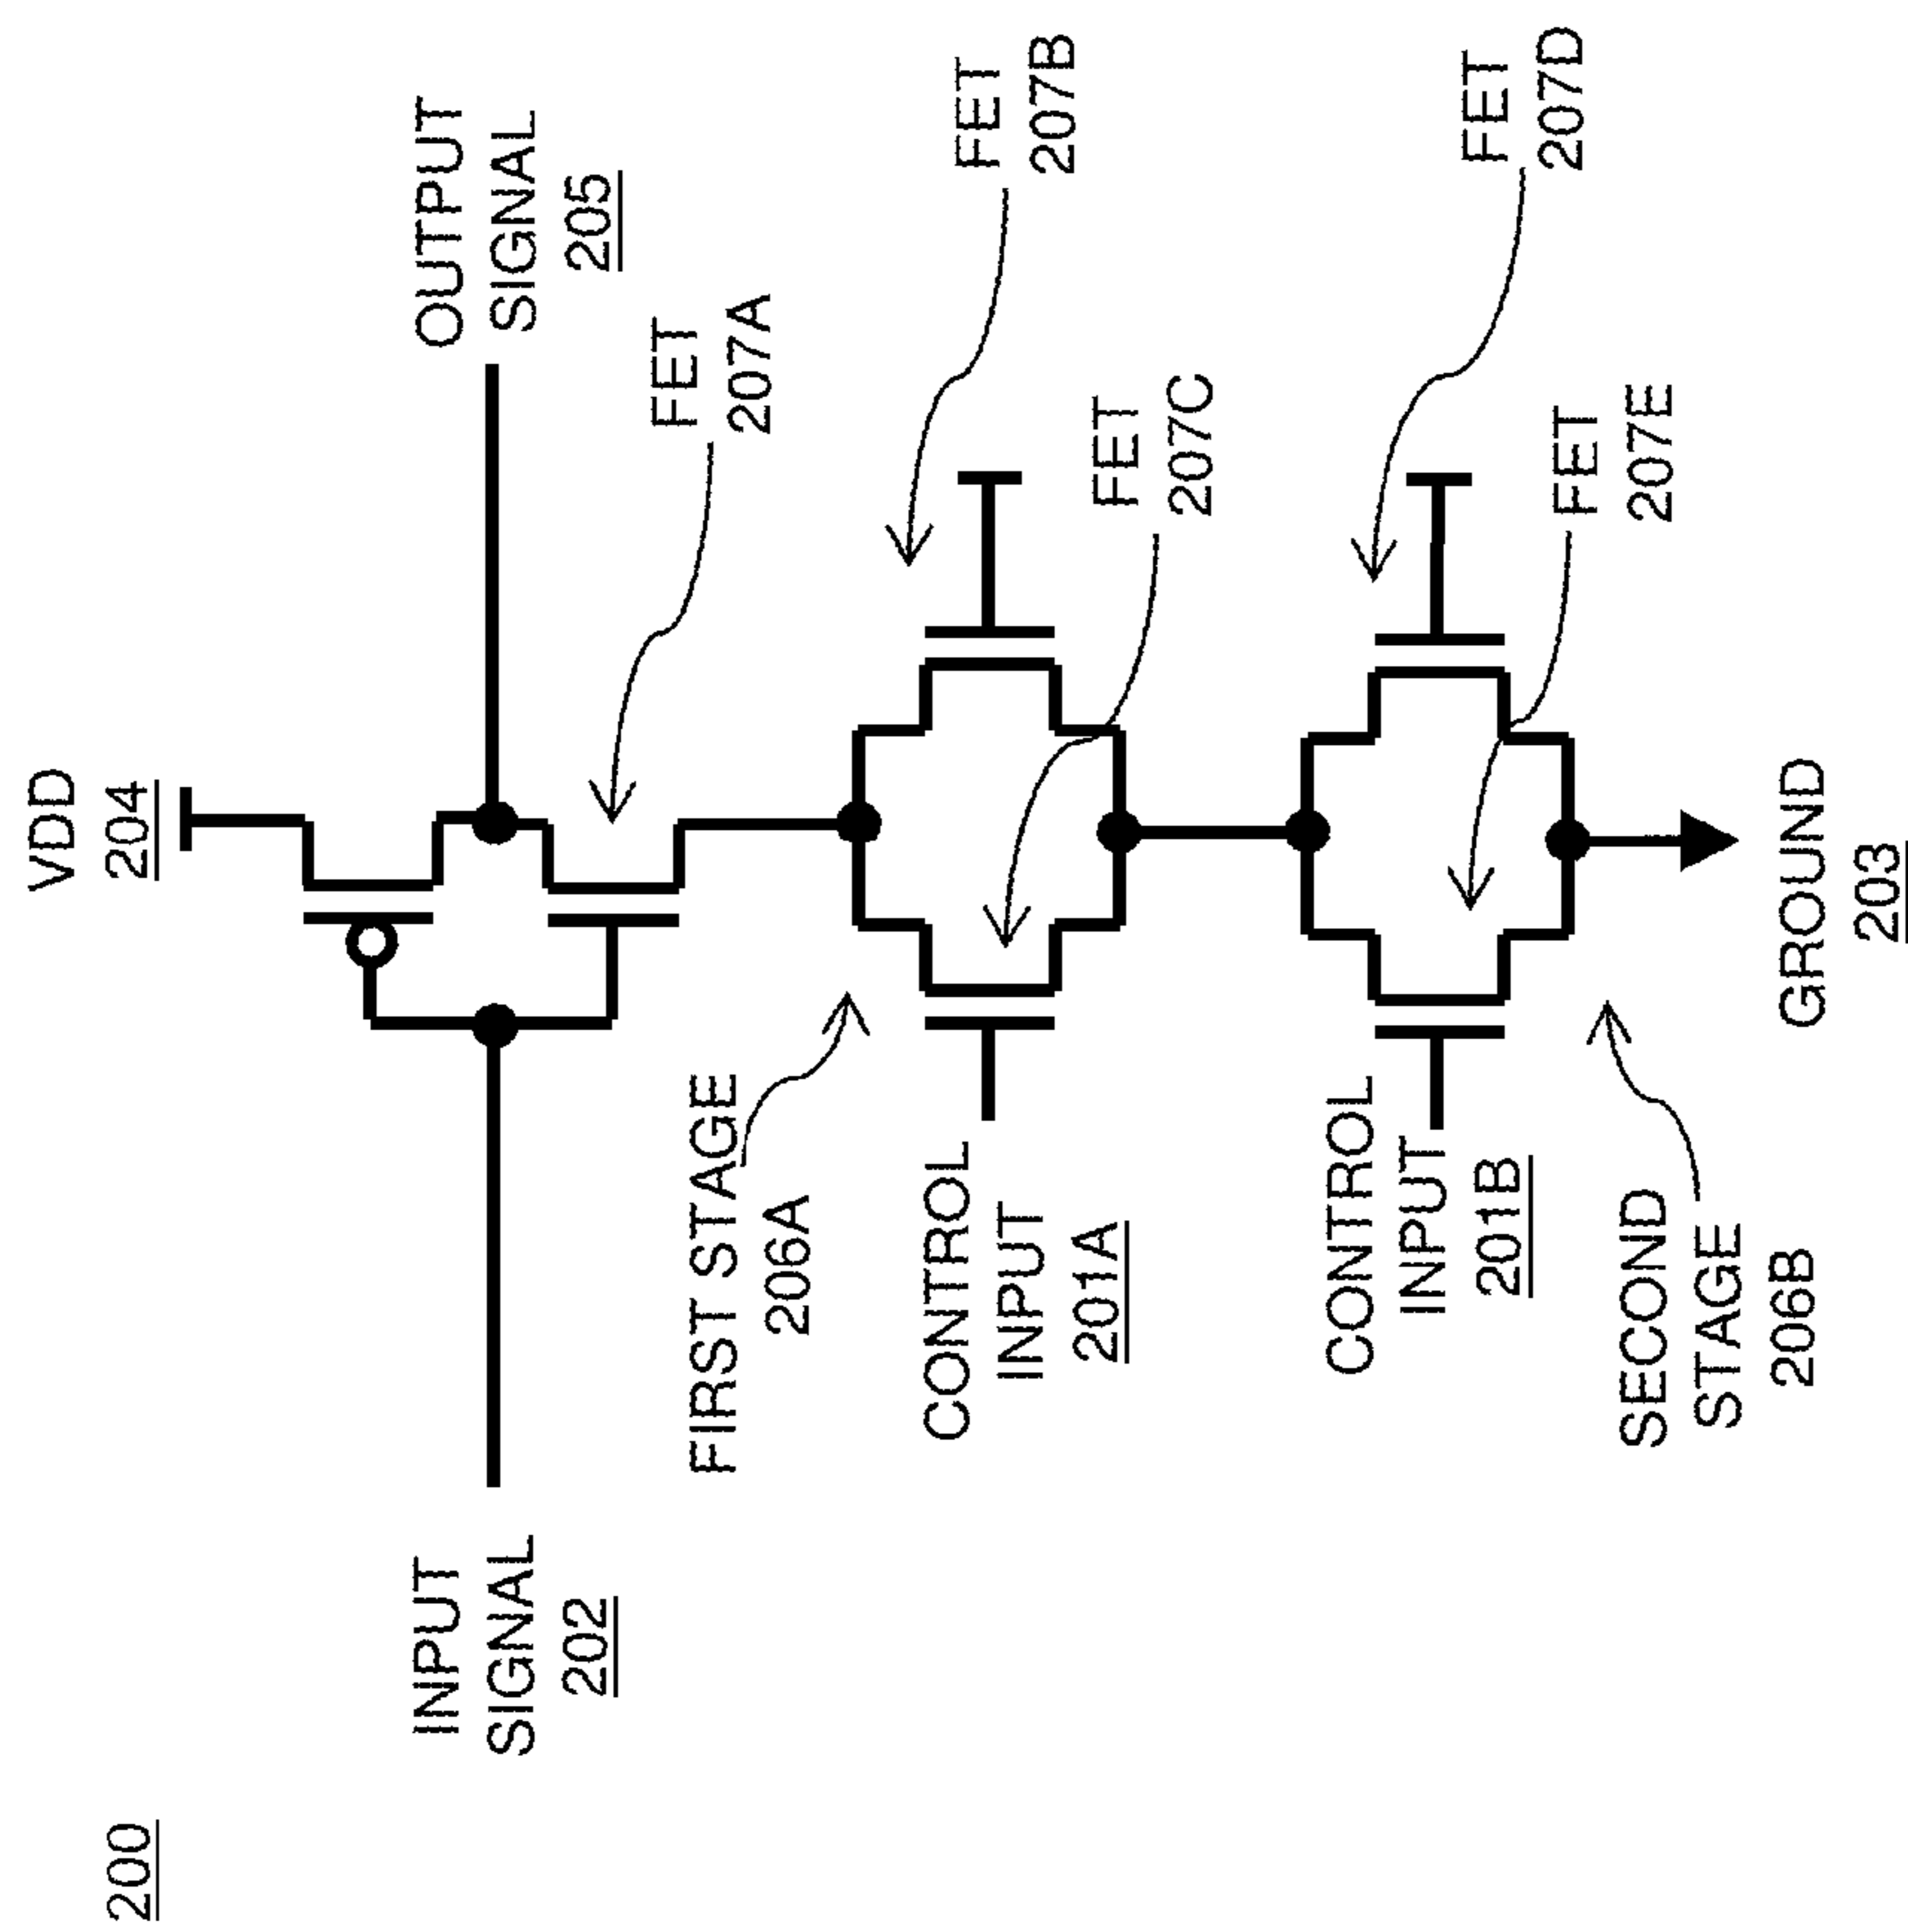 200
VDD
204
INPUT
SIGNAL
202
OUTPUT
SIGNAL
205
FET
207A
FIRST STAGE
206A
FET
207B
CONTROL
INPUT
201A
FET
207C
CONTROL
INPUT
201B
FET
207D
FET
207E
SECOND
STAGE
206B
GROUND
203